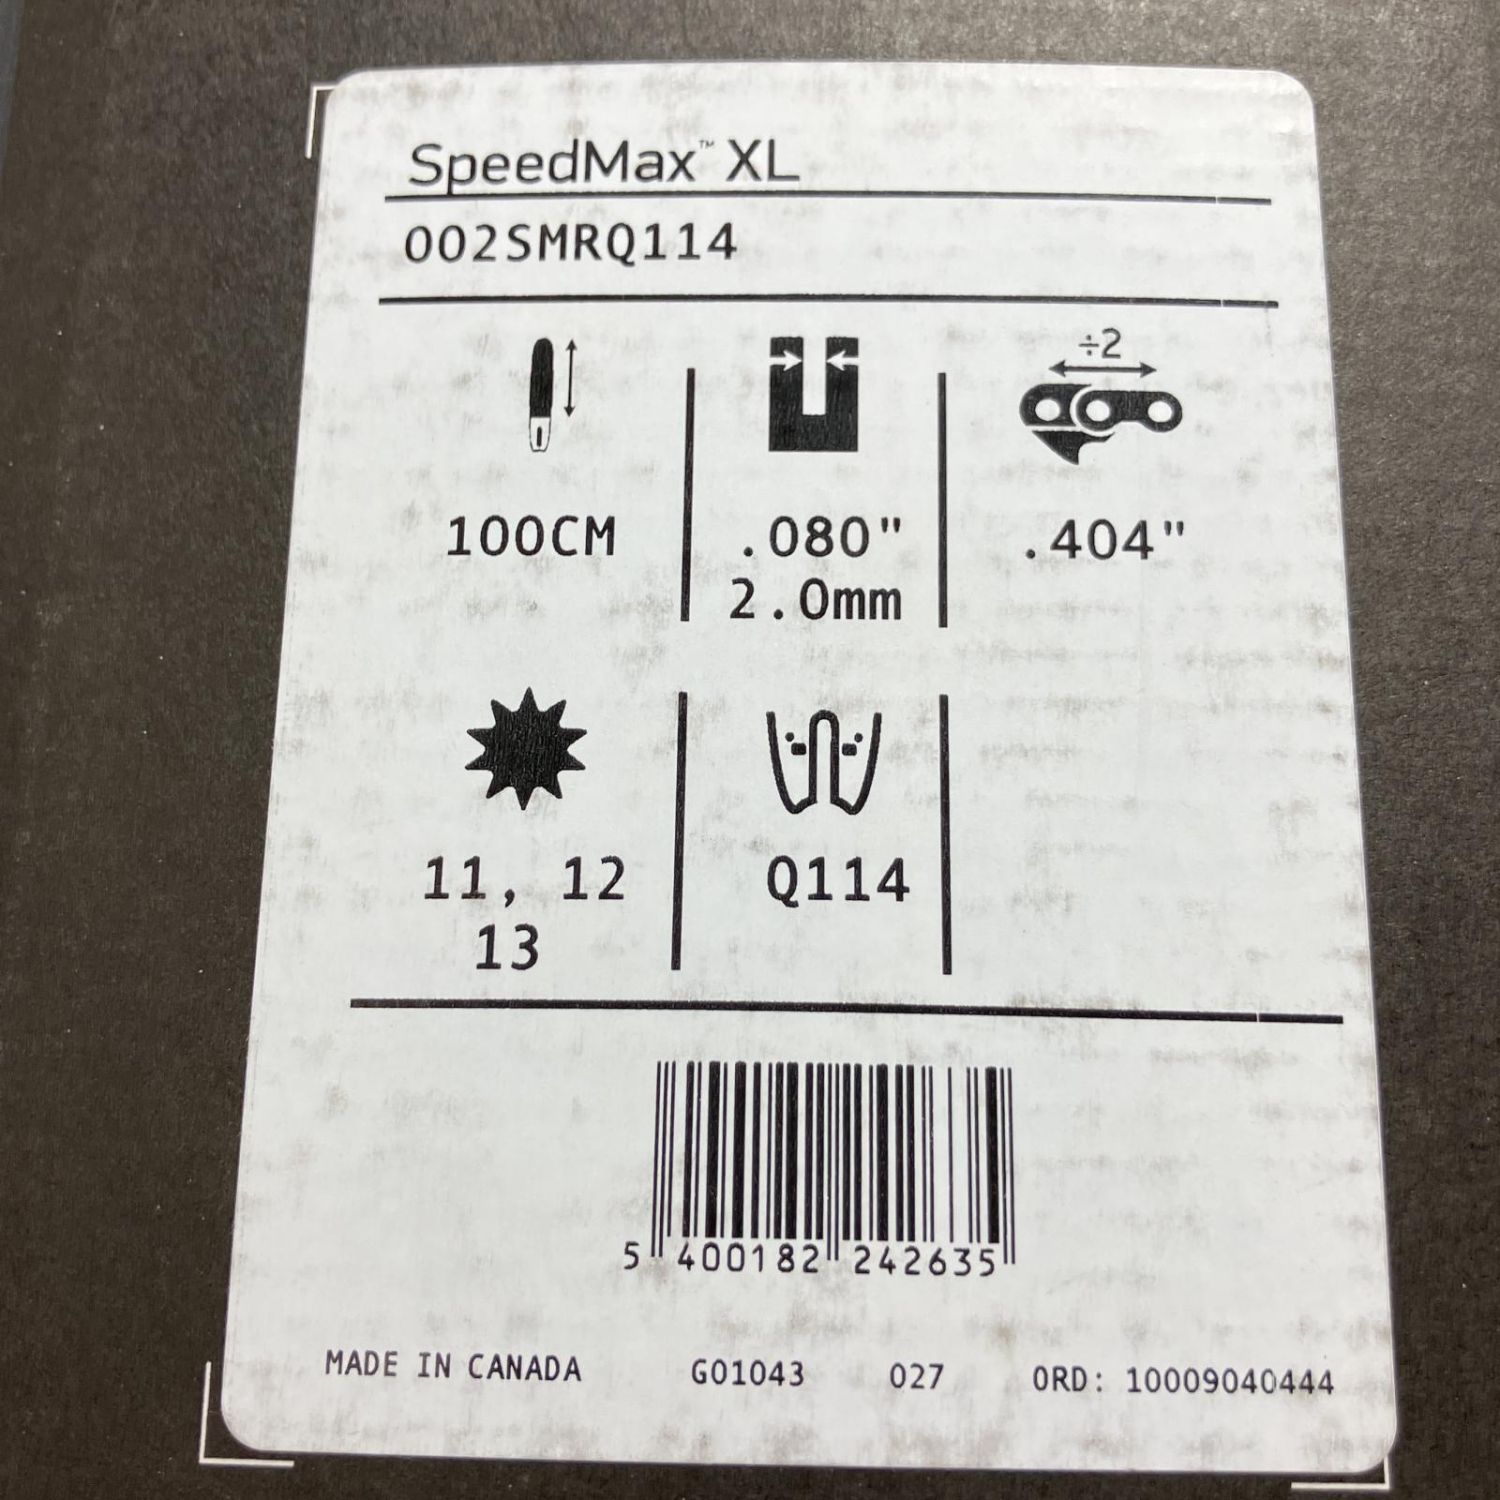 SpeedMax™ XL
002SMRQ114
÷2
100CM .080" .404"
2.0mm
11, 12 Q114
13
5 400182 242635
MADE IN CANADA G01043 027 ORD: 10009040444